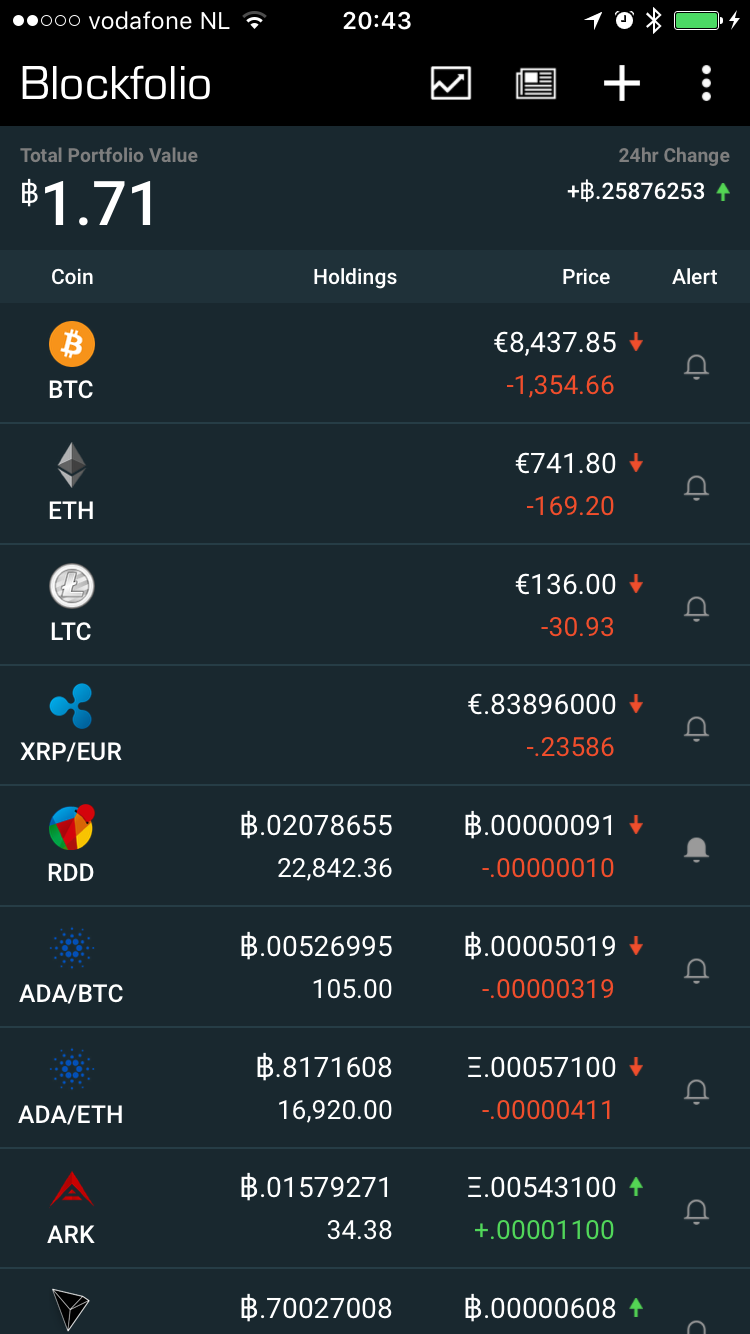 vodafone NL 20:43
Blockfolio
Total Portfolio Value 24hr Change
฿1.71 +฿.25876253
Coin Holdings Price Alert
€8,437.85
BTC -1,354.66
€741.80
ETH -169.20
€136.00
LTC -30.93
€.83896000
XRP/EUR -.23586
฿.02078655 ฿.00000091
RDD 22,842.36 -.00000010
฿.00526995 ฿.00005019
ADA/BTC 105.00 -.00000319
฿.8171608 Ξ.00057100
ADA/ETH 16,920.00 -.00000411
฿.01579271 Ξ.00543100
ARK 34.38 +.00001100
฿.70027008 ฿.00000608